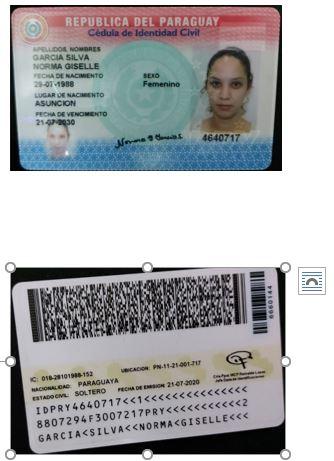 REPUBLICA DEL PARAGUAY
Cédula de Identidad Civil
APELLIDOS, NOMBRES
GARCIA SILVA
NORMA GISELLE
FECHA DE NACIMIENTO
29-07-1988
SEXO
Femenino
LUGAR DE NACIMIENTO
ASUNCION
FECHA DE VENCIMIENTO
21-07-2030
4640717
6660144
IC: 018-28101988-152
UBICACION: PN-11-21-001-717
NACIONALIDAD: PARAGUAYA
ESTADO CIVIL: SOLTERO
FECHA DE EMISION: 21-07-2020
IDPRY4640717<<1<<<<<<<<<<<<<<<
8807294F3007217PRY<<<<<<<<<<<2
GARCIA<SILVA<<NORMA<GISELLE<<<